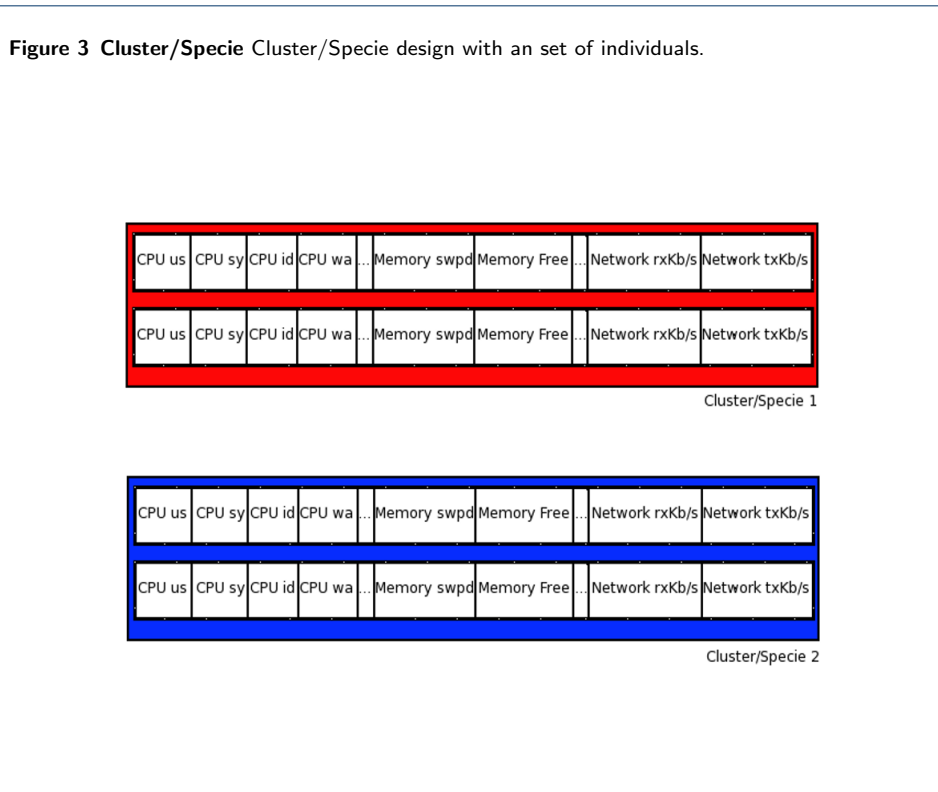 Figure 3 Cluster/Specie Cluster/Specie design with an set of individuals.
CPU us CPU sy CPU id CPU wa ... Memory swpd Memory Free ... Network rxKb/s Network txKb/s
CPU us CPU sy CPU id CPU wa ... Memory swpd Memory Free ... Network rxKb/s Network txKb/s
Cluster/Specie 1
CPU us CPU sy CPU id CPU wa ... Memory swpd Memory Free ... Network rxKb/s Network txKb/s
CPU us CPU sy CPU id CPU wa ... Memory swpd Memory Free ... Network rxKb/s Network txKb/s
Cluster/Specie 2